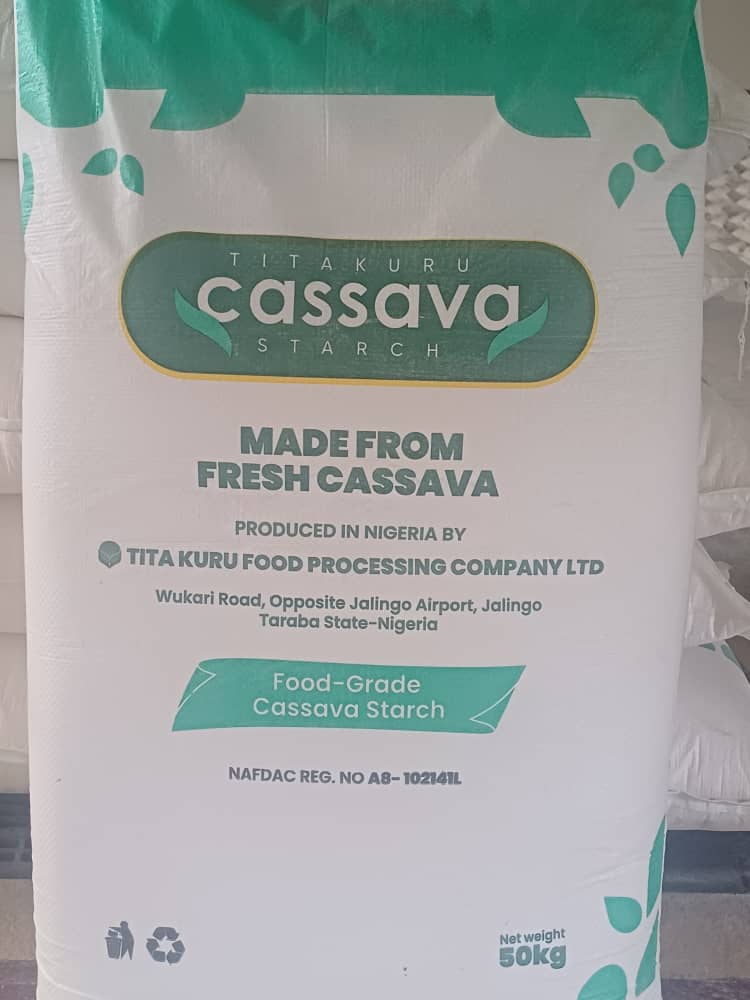 TITAKURU
cassava
STARCH
MADE FROM
FRESH CASSAVA
PRODUCED IN NIGERIA BY
TITA KURU FOOD PROCESSING COMPANY LTD
Wukari Road, Opposite Jalingo Airport, Jalingo
Taraba State-Nigeria
Food-Grade
Cassava Starch
NAFDAC REG. NO A8- 102141L
Net weight
50kg